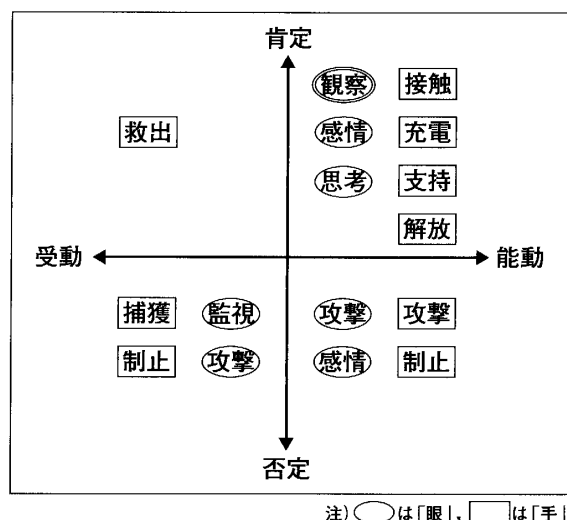 肯定
観察 接触
救出 感情 充電
思考 支持
解放
受動 能動
捕獲 監視 攻撃 攻撃
制止 攻撃 感情 制止
否定
注) は「眼」, は「手」